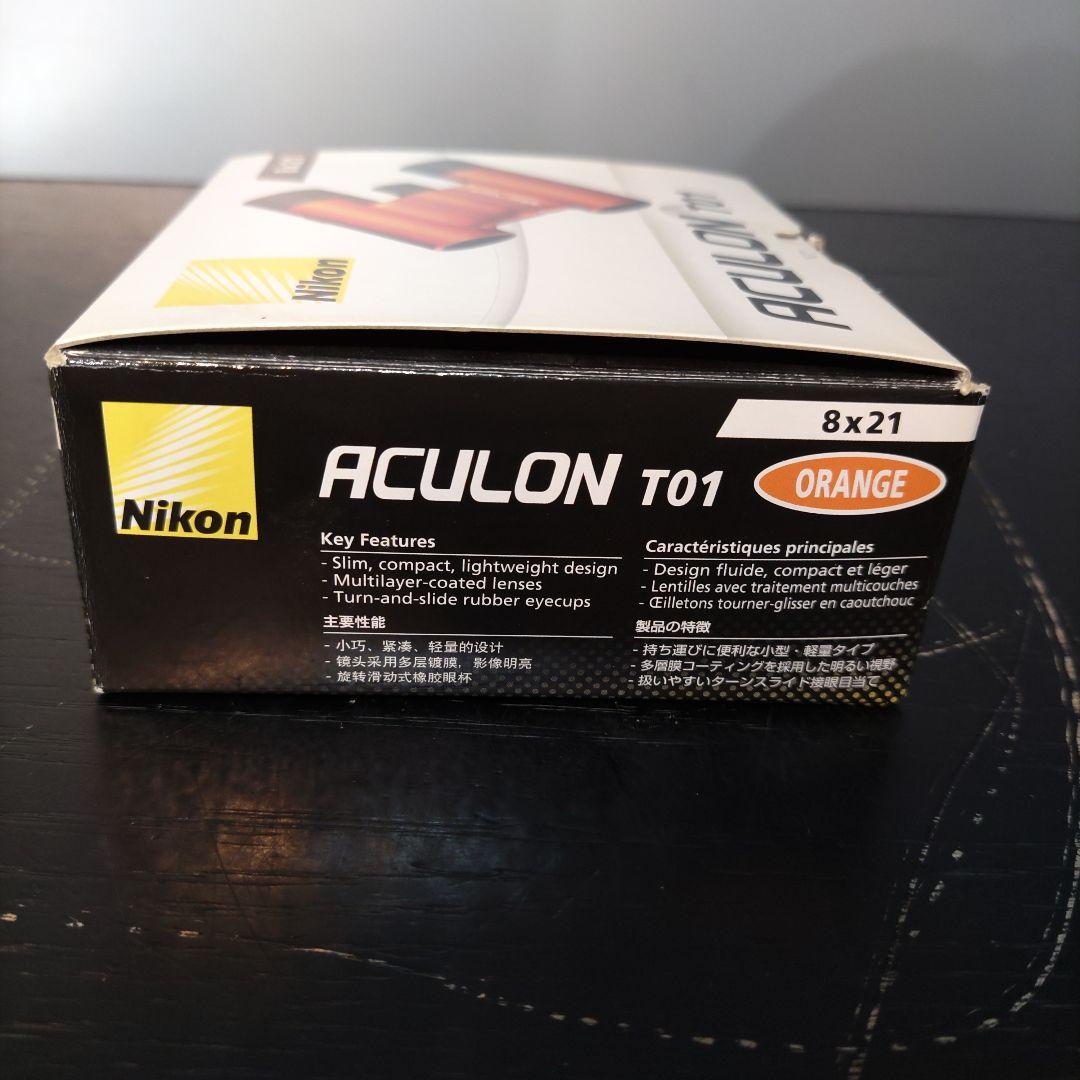 8x21
Nikon
ACULON T01
Nikon
ACULON T01
8x21
ORANGE
Key Features
- Slim, compact, lightweight design
- Multilayer-coated lenses
- Turn-and-slide rubber eyecups
Caractéristiques principales
- Design fluide, compact et léger
- Lentilles avec traitement multicouches
- Œilletons tourner-glisser en caoutchouc
主要性能
- 小巧、紧凑、轻量的设计
- 镜头采用多层镀膜，影像明亮
- 旋转滑动式橡胶眼杯
製品の特徴
- 持ち運びに便利な小型・軽量タイプ
- 多層膜コーティングを採用した明るい視野
- 扱いやすいターンスライド接眼目当て